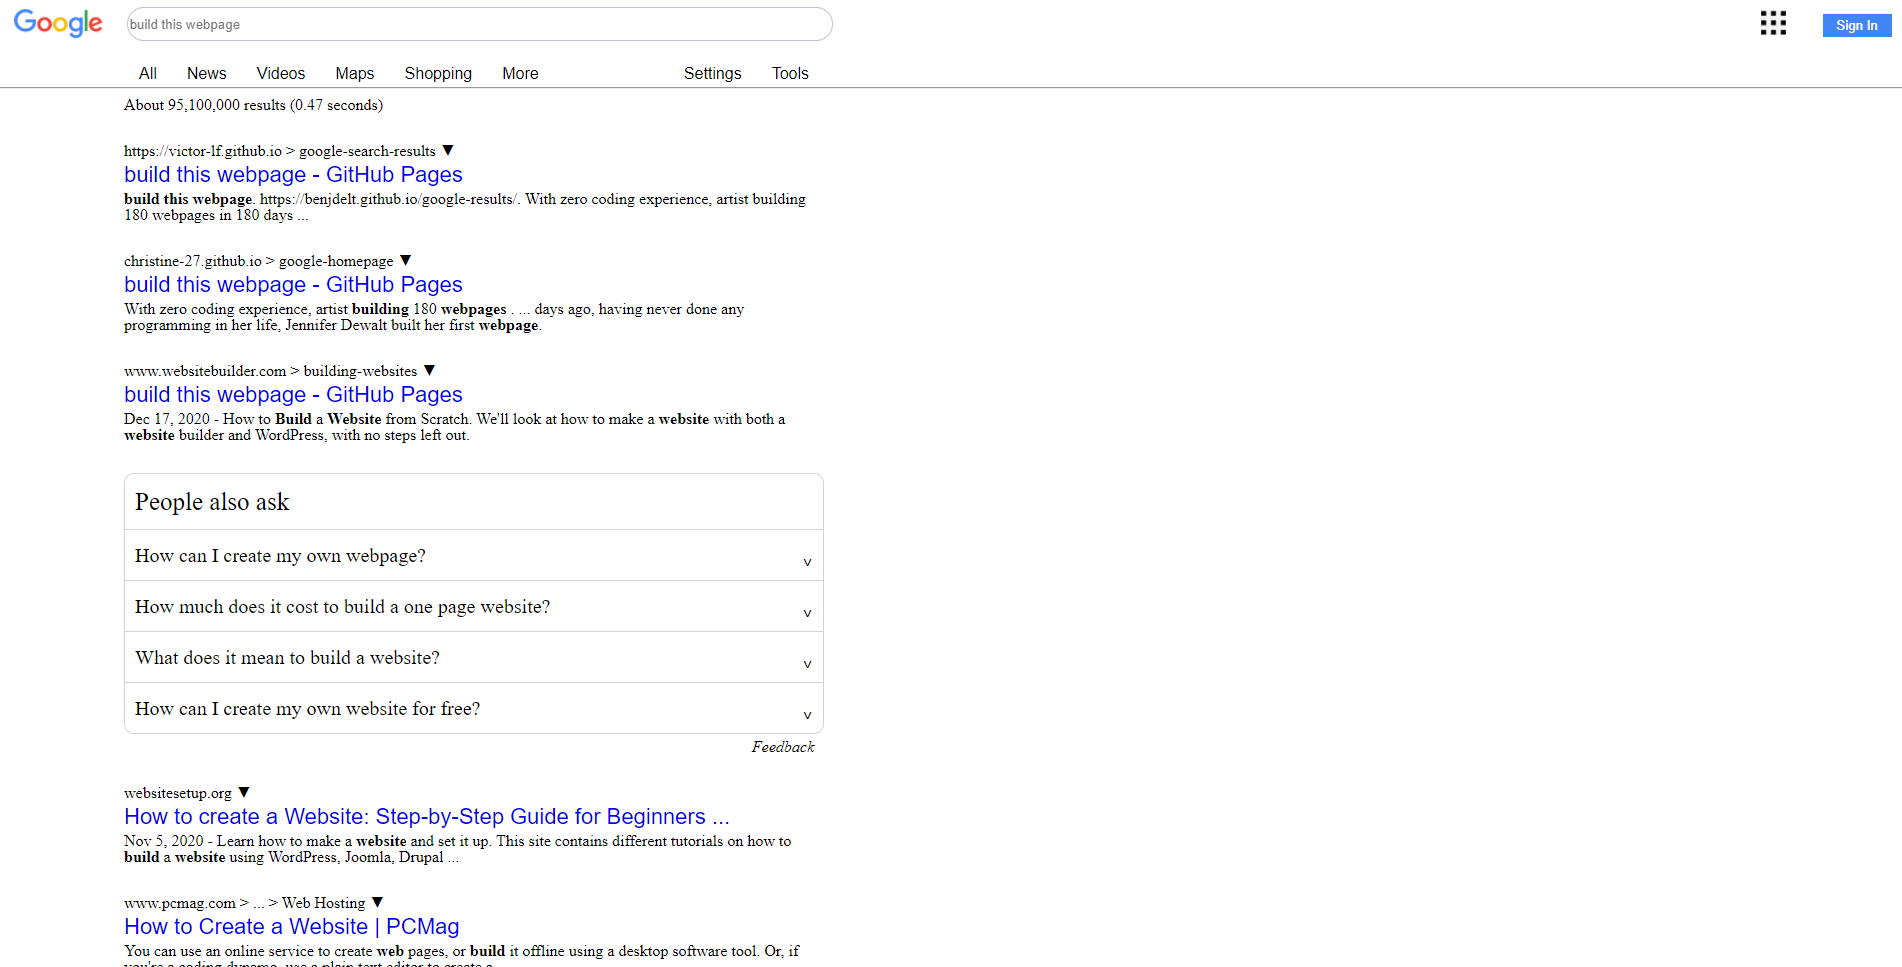 Google
build this webpage
Sign In
All News Videos Maps Shopping More Settings Tools
About 95,100,000 results (0.47 seconds)
https://victor-lf.github.io > google-search-results ▼
build this webpage - GitHub Pages
build this webpage. https://benjdelt.github.io/google-results/. With zero coding experience, artist building
180 webpages in 180 days ...
christine-27.github.io > google-homepage ▼
build this webpage - GitHub Pages
With zero coding experience, artist building 180 webpages . ... days ago, having never done any
programming in her life, Jennifer Dewalt built her first webpage.
www.websitebuilder.com > building-websites ▼
build this webpage - GitHub Pages
Dec 17, 2020 - How to Build a Website from Scratch. We'll look at how to make a website with both a
website builder and WordPress, with no steps left out.
People also ask
How can I create my own webpage?
v
How much does it cost to build a one page website?
v
What does it mean to build a website?
v
How can I create my own website for free?
v
Feedback
websitesetup.org ▼
How to create a Website: Step-by-Step Guide for Beginners ...
Nov 5, 2020 - Learn how to make a website and set it up. This site contains different tutorials on how to
build a website using WordPress, Joomla, Drupal ...
www.pcmag.com > ... > Web Hosting ▼
How to Create a Website | PCMag
You can use an online service to create web pages, or build it offline using a desktop software tool. Or, if
you're a coding dynamo, use a plain text editor to create a